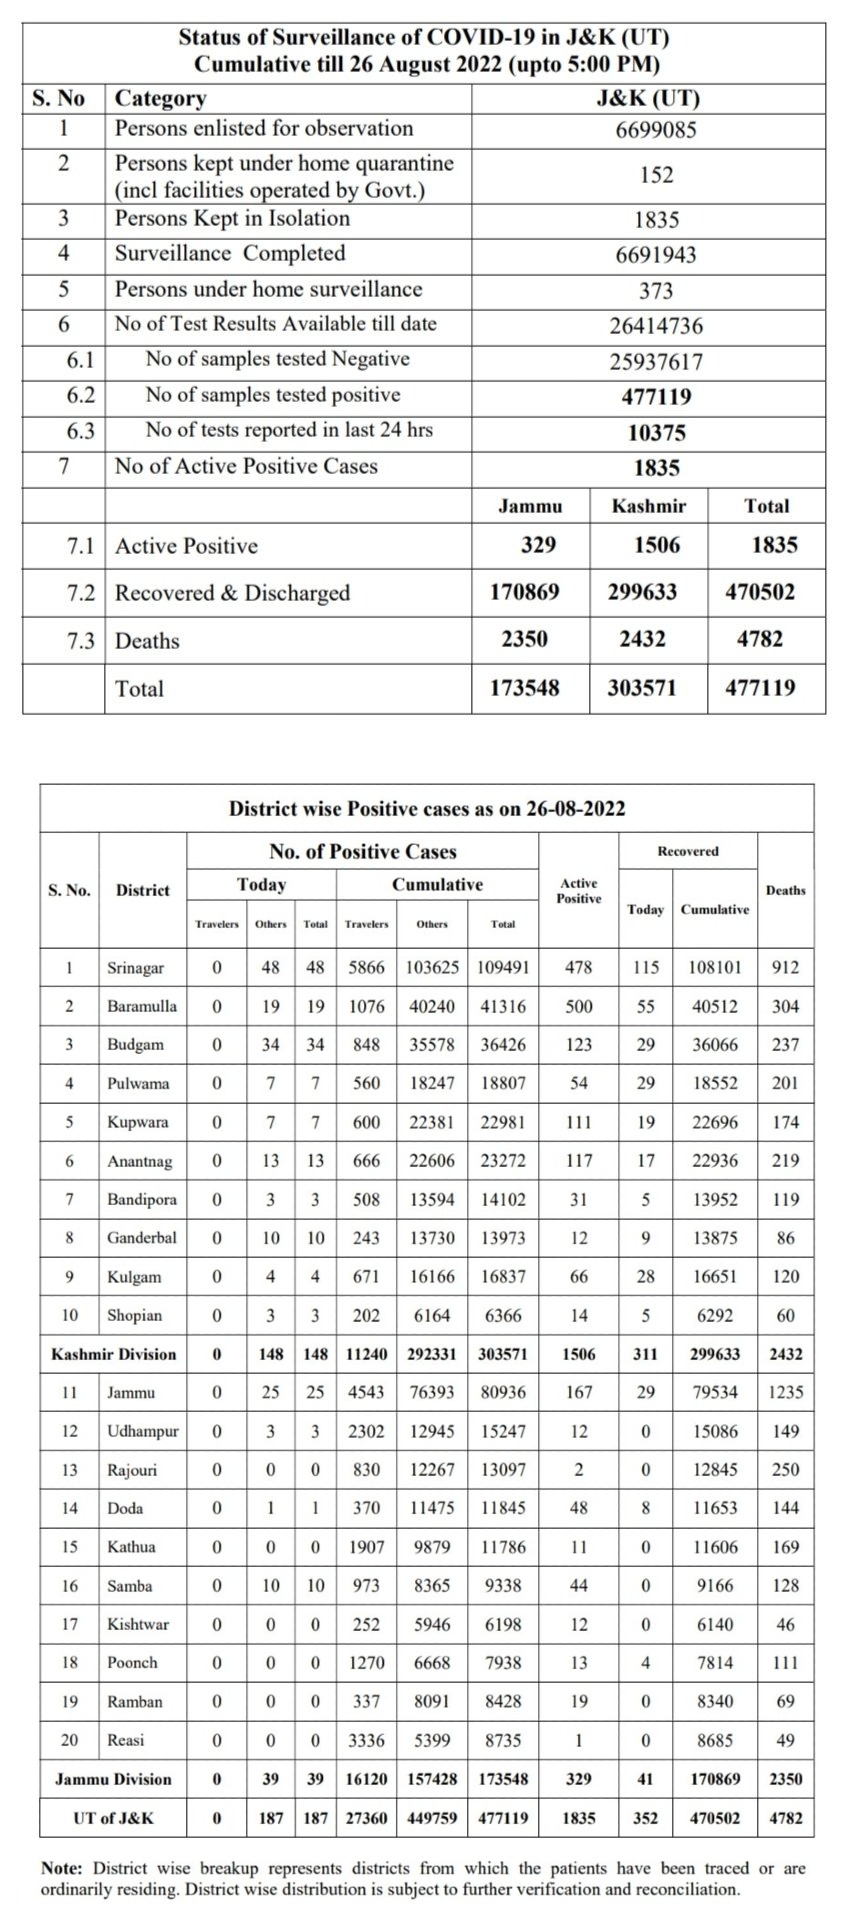 Status of Surveillance of COVID-19 in J&K (UT)
Cumulative till 26 August 2022 (upto 5:00 PM)
S. No Category J&K (UT)
1 Persons enlisted for observation 6699085
2 Persons kept under home quarantine
(incl facilities operated by Govt.) 152
3 Persons Kept in Isolation 1835
4 Surveillance Completed 6691943
5 Persons under home surveillance 373
6 No of Test Results Available till date 26414736
6.1 No of samples tested Negative 25937617
6.2 No of samples tested positive 477119
6.3 No of tests reported in last 24 hrs 10375
7 No of Active Positive Cases 1835
Jammu Kashmir Total
7.1 Active Positive 329 1506 1835
7.2 Recovered & Discharged 170869 299633 470502
7.3 Deaths 2350 2432 4782
Total 173548 303571 477119
District wise Positive cases as on 26-08-2022
S. No. District No. of Positive Cases Active Positive Recovered Deaths
Today Cumulative Today Cumulative
Travelers Others Total Travelers Others Total
1 Srinagar 0 48 48 5866 103625 109491 478 115 108101 912
2 Baramulla 0 19 19 1076 40240 41316 500 55 40512 304
3 Budgam 0 34 34 848 35578 36426 123 29 36066 237
4 Pulwama 0 7 7 560 18247 18807 54 29 18552 201
5 Kupwara 0 7 7 600 22381 22981 111 19 22696 174
6 Anantnag 0 13 13 666 22606 23272 117 17 22936 219
7 Bandipora 0 3 3 508 13594 14102 31 5 13952 119
8 Ganderbal 0 10 10 243 13730 13973 12 9 13875 86
9 Kulgam 0 4 4 671 16166 16837 66 28 16651 120
10 Shopian 0 3 3 202 6164 6366 14 5 6292 60
Kashmir Division 0 148 148 11240 292331 303571 1506 311 299633 2432
11 Jammu 0 25 25 4543 76393 80936 167 29 79534 1235
12 Udhampur 0 3 3 2302 12945 15247 12 0 15086 149
13 Rajouri 0 0 0 830 12267 13097 2 0 12845 250
14 Doda 0 1 1 370 11475 11845 48 8 11653 144
15 Kathua 0 0 0 1907 9879 11786 11 0 11606 169
16 Samba 0 10 10 973 8365 9338 44 0 9166 128
17 Kishtwar 0 0 0 252 5946 6198 12 0 6140 46
18 Poonch 0 0 0 1270 6668 7938 13 4 7814 111
19 Ramban 0 0 0 337 8091 8428 19 0 8340 69
20 Reasi 0 0 0 3336 5399 8735 1 0 8685 49
Jammu Division 0 39 39 16120 157428 173548 329 41 170869 2350
UT of J&K 0 187 187 27360 449759 477119 1835 352 470502 4782
Note: District wise breakup represents districts from which the patients have been traced or are
ordinarily residing. District wise distribution is subject to further verification and reconciliation.